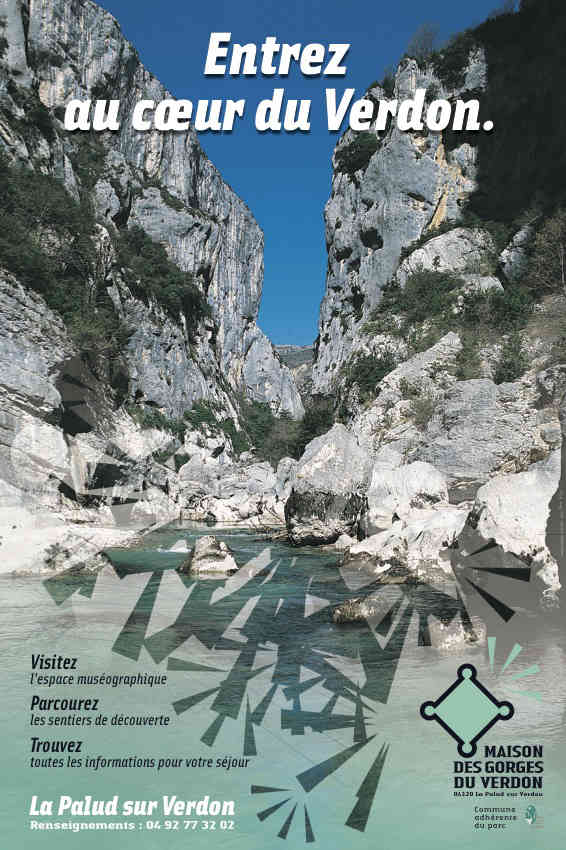 Entrez
au cœur du Verdon.
Visitez
l'espace muséographique
Parcourez
les sentiers de découverte
Trouvez
toutes les informations pour votre séjour
La Palud sur Verdon
Renseignements : 04 92 77 32 02
MAISON
DES GORGES
DU VERDON
04120 La Palud sur Verdon
Commune
adhérente
du parc